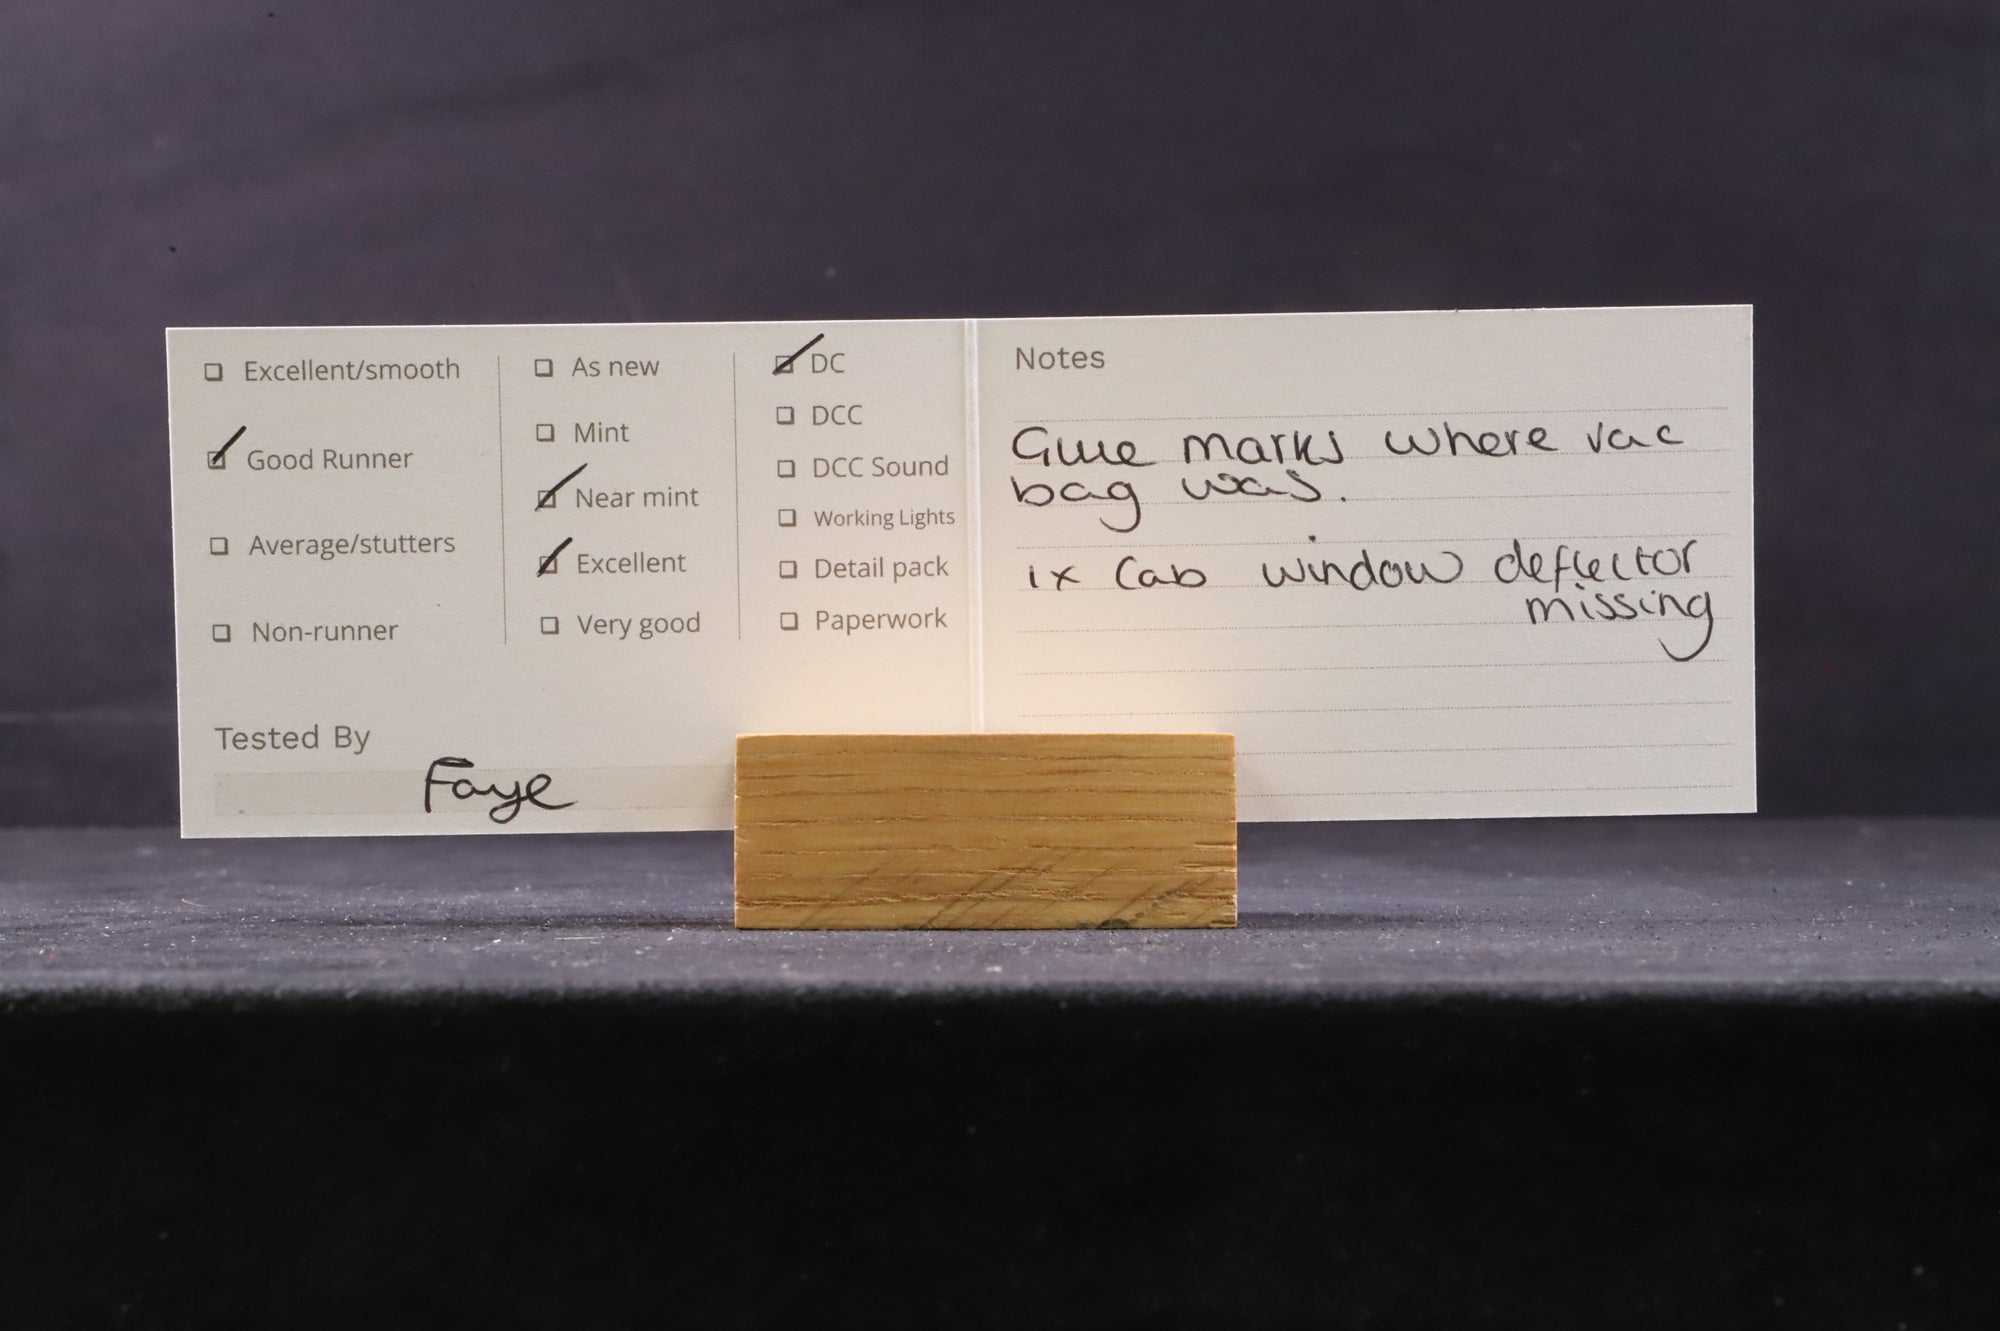 Excellent/smooth
Good Runner
Average/stutters
Non-runner
As new
Mint
Near mint
Excellent
Very good
DC
DCC
DCC Sound
Working Lights
Detail pack
Paperwork
Tested By
Faye
Notes
Glue marks where vac
bag was.
1x Cab window deflector
missing